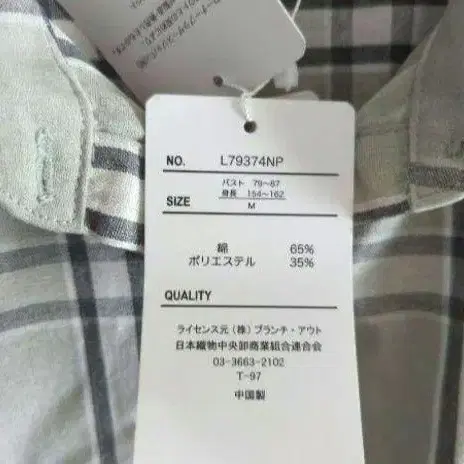 NO. L79374NP
バスト 79〜87
身長 154〜162
SIZE M
綿 65%
ポリエステル 35%
QUALITY
ライセンス元(株)ブランチ・アウト
日本織物中央卸商業組合連合会
03-3663-2102
T-97
中国製